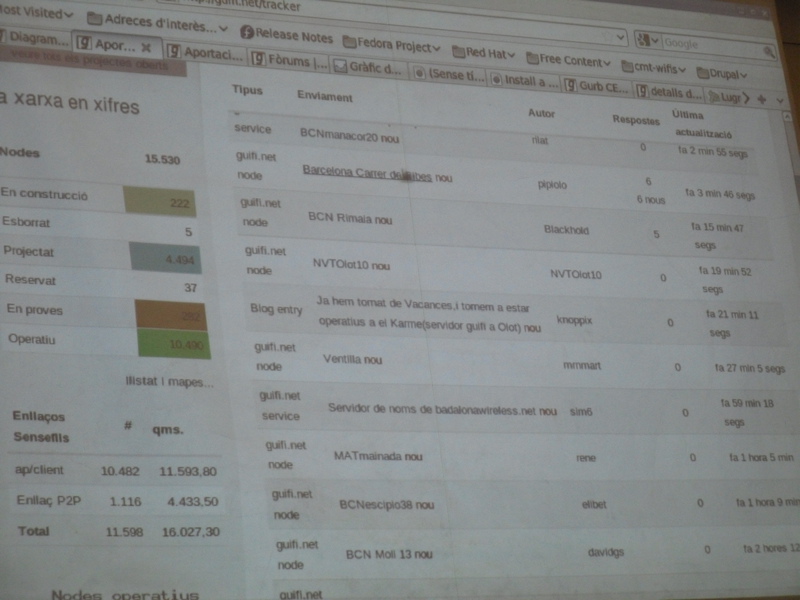 guifi.net/tracker
Most Visited
Adreces d'interès...
Release Notes
Fedora Project
Red Hat
Free Content
cmt-wifis
Drupal
Google
Diagram...
Apor...
Aportaci...
Fòrums |...
Gràfic d...
(Sense tí...
Install a ...
Gurb CE...
detalls d...
Lugr
veure tots els projectes oberts
a xarxa en xifres
Nodes 15.530
En construcció 222
Esborrat 5
Projectat 4.494
Reservat 37
En proves 282
Operatiu 10.490
llistat i mapes...
Enllaços
Sensefils # qms.
ap/client 10.482 11.593,80
Enllaç P2P 1.116 4.433,50
Total 11.598 16.027,30
Nodes operatius
Tipus Enviament Autor Respostes Última
actualització
service BCNmanacor20 nou 0 fa 2 min 55 segs
guifi.net
node Barcelona Carrer nou pipiolo 6
6 nous fa 3 min 46 segs
guifi.net
node BCN Rimaia nou Blackhold 5 fa 15 min 47
segs
guifi.net
node NVTOlot10 nou NVTOlot10 0 fa 19 min 52
segs
Blog entry Ja hem tornat de Vacances,i tornem a estar
operatius a el Karme(servidor guifi a Olot) nou knoppix 0 fa 21 min 11
segs
guifi.net
node Ventilla nou mmmart 0 fa 27 min 5 segs
guifi.net
service Servidor de noms de badalonawireless.net nou sim6 0 fa 59 min 18
segs
guifi.net
node MATmainada nou rene 0 fa 1 hora 5 min
guifi.net
node BCNescipio38 nou elibet 0 fa 1 hora 9 min
guifi.net
node BCN Moli 13 nou davidgs 0 fa 2 hores 12
guifi.net